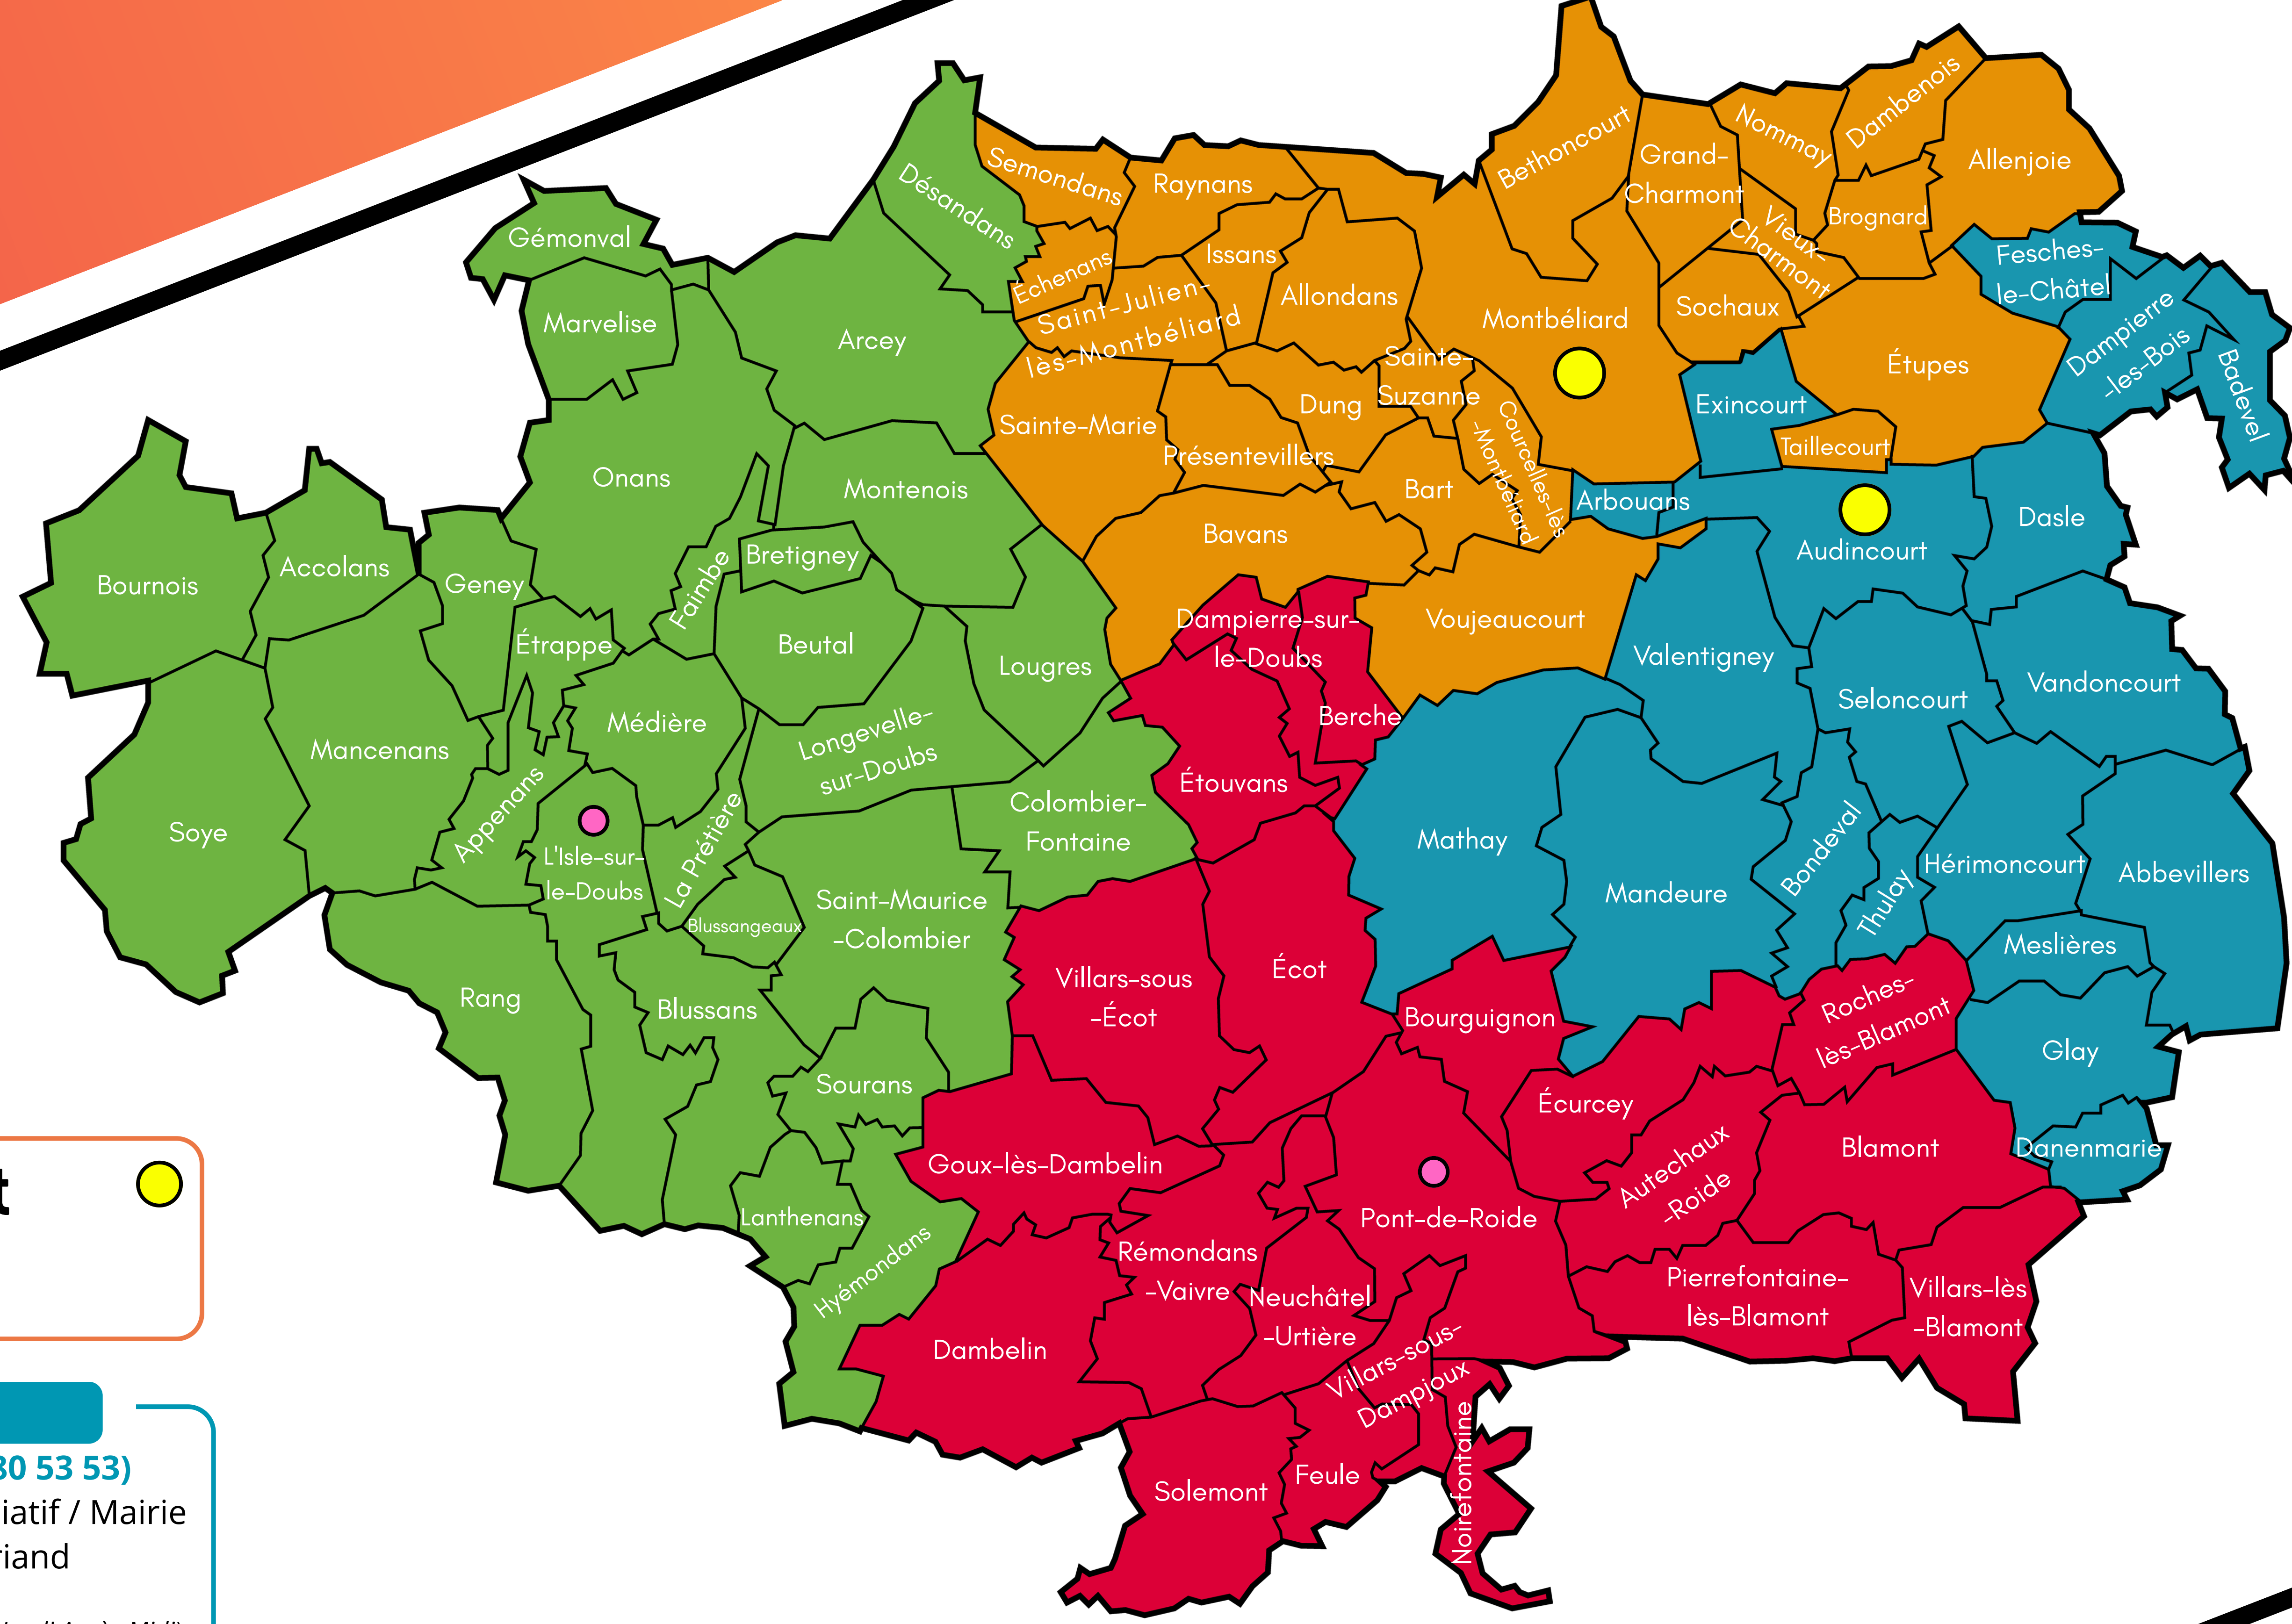 Semondans
Raynans
Désandans
Échenans
Issans
Saint-Julien-
lès-Montbéliard
Allondans
Bethoncourt
Grand-
Charmont
Nommay
Dambenois
Allenjoie
Vieux-
Charmont
Brognard
Fesches-
le-Châtel
Gémonval
Marvelise
Arcey
Montbéliard
Sochaux
Étupes
Dampierre
-les-Bois
Badevel
Sainte-Marie
Présentevillers
Dung
Sainte-
Suzanne
Courcelles-lès
-Montbéliard
Exincourt
Taillecourt
Onans
Montenois
Bavans
Bart
Arbouans
Audincourt
Dasle
Bournois
Accolans
Geney
Étrappe
Faimbe
Bretigney
Beutal
Lougres
Dampierre-sur-
le-Doubs
Berche
Voujeaucourt
Valentigney
Seloncourt
Vandoncourt
Soye
Mancenans
Appenans
Médière
Longevelle-
sur-Doubs
Étouvans
Colombier-
Fontaine
Mathay
Mandeure
Bondeval
Thulay
Hérimoncourt
Abbevillers
L'Isle-sur-
le-Doubs
La Prétière
Blussangeaux
Saint-Maurice
-Colombier
Villars-sous
-Écot
Écot
Bourguignon
Roches-
lès-Blamont
Meslières
Glay
Rang
Blussans
Sourans
Écurcey
Autechaux
-Roide
Blamont
Danenmarie
Lanthenans
Hyémondans
Goux-lès-Dambelin
Pont-de-Roide
Rémondans
-Vaivre
Neuchâtel
-Urtière
Pierrefontaine-
lès-Blamont
Villars-lès
-Blamont
Dambelin
Villars-sous-
Dampjoux
Solemont
Feule
Noirefontaine
t
80 53 53)
iatif / Mairie
riand